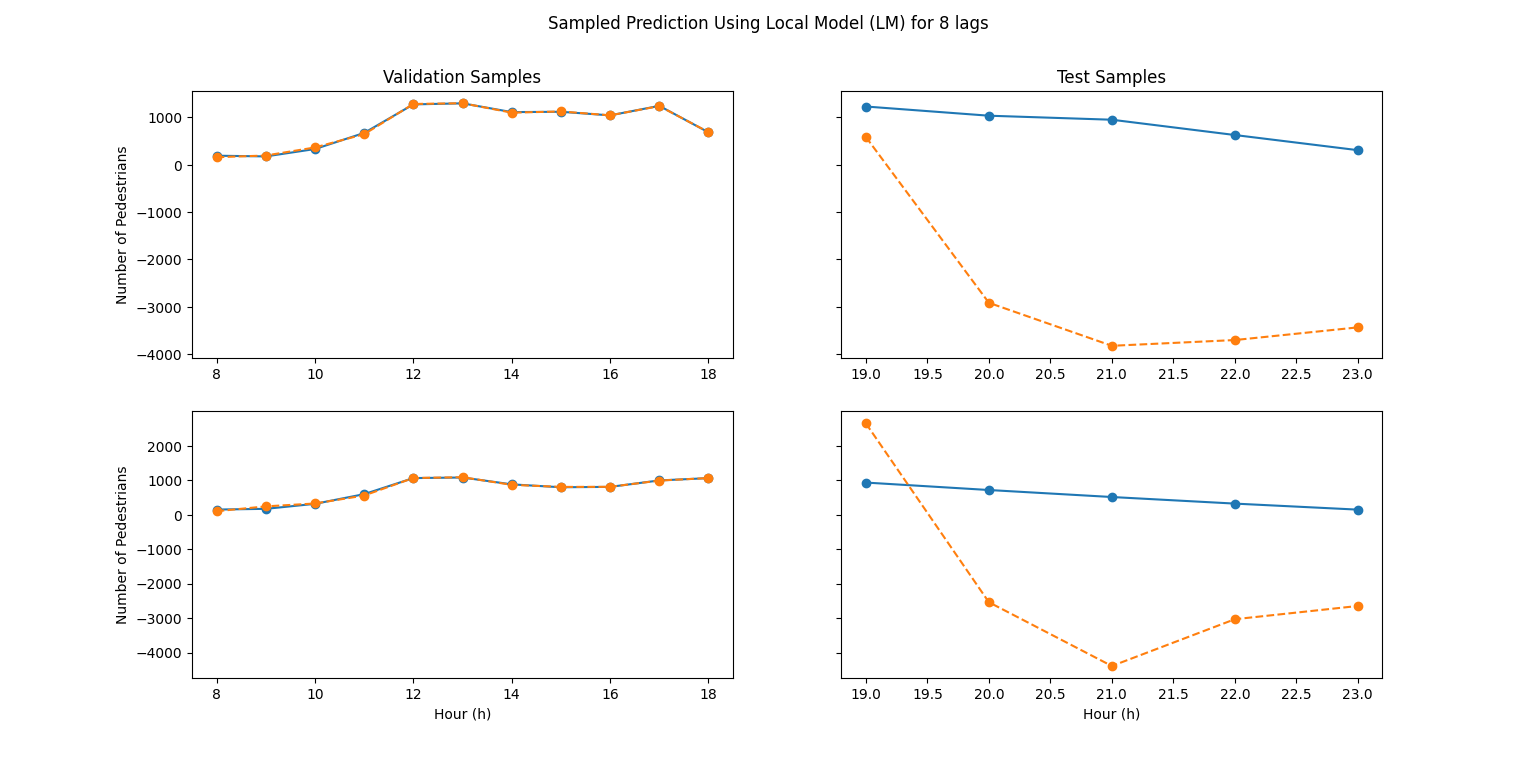 Sampled Prediction Using Local Model (LM) for 8 lags
Validation Samples
Test Samples
Number of Pedestrians
1000
0
−1000
−2000
−3000
−4000
8 10 12 14 16 18
19.0 19.5 20.0 20.5 21.0 21.5 22.0 22.5 23.0
Number of Pedestrians
2000
1000
0
−1000
−2000
−3000
−4000
8 10 12 14 16 18
Hour (h)
19.0 19.5 20.0 20.5 21.0 21.5 22.0 22.5 23.0
Hour (h)